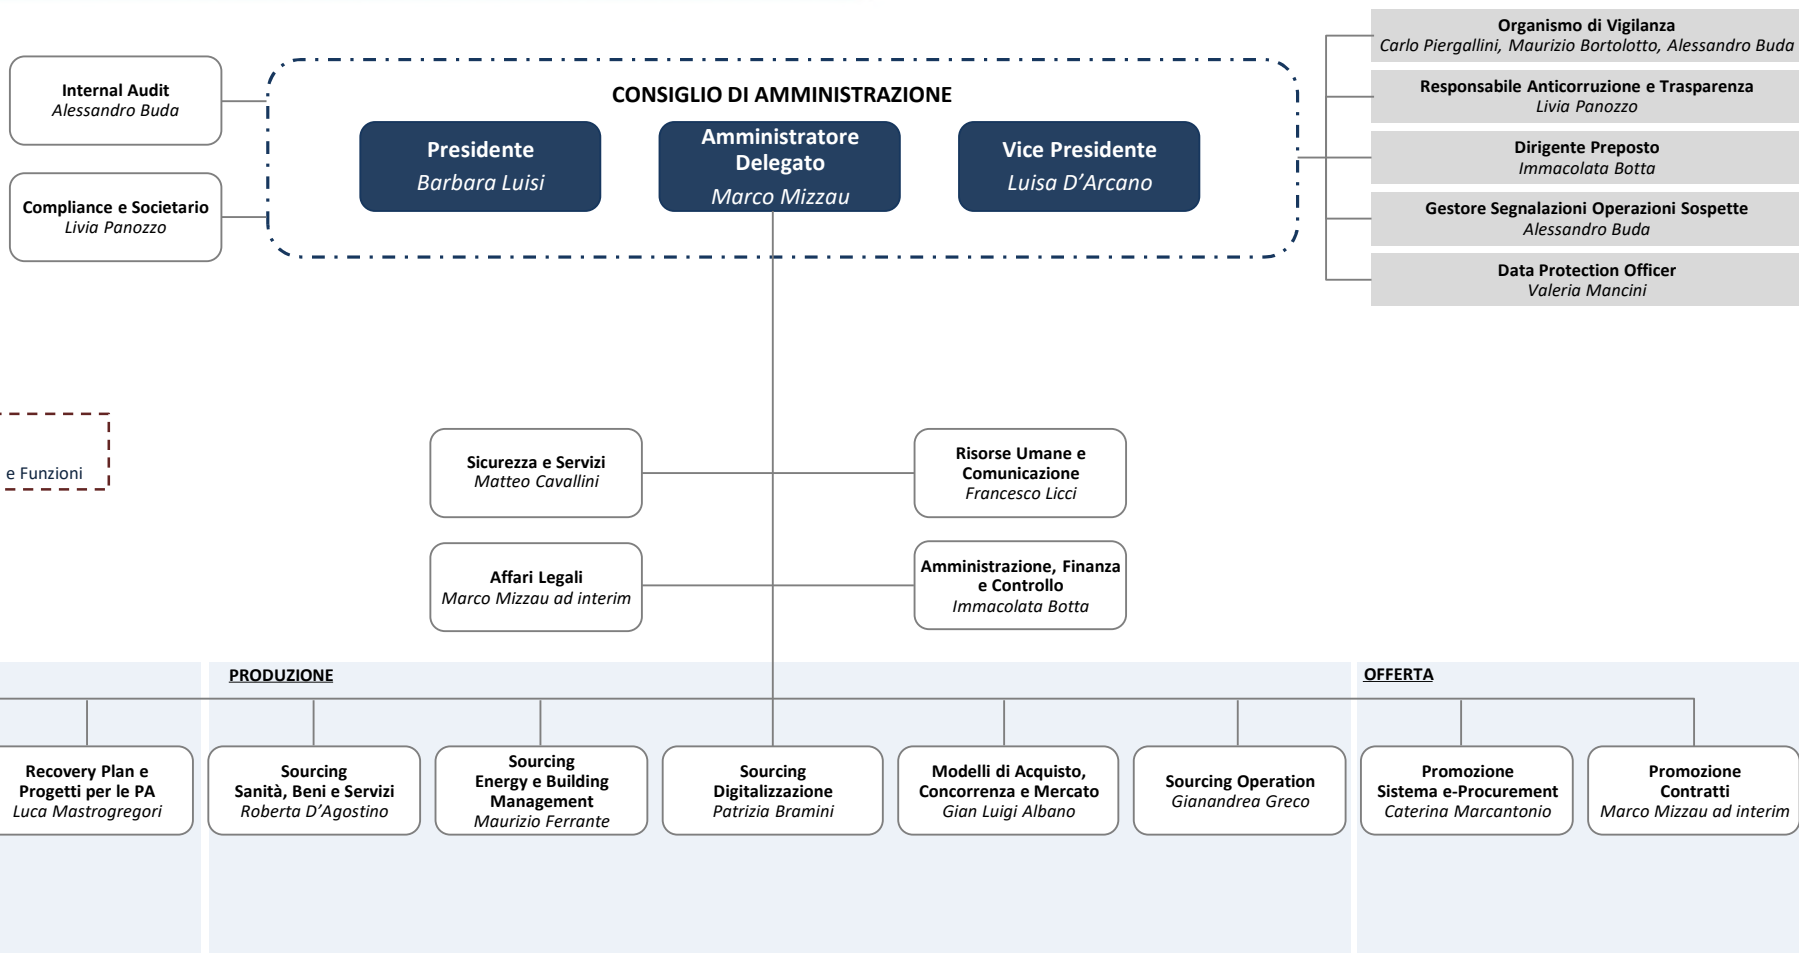 Organismo di Vigilanza
Carlo Piergallini, Maurizio Bortolotto, Alessandro Buda
Responsabile Anticorruzione e Trasparenza
Livia Panozzo
Dirigente Preposto
Immacolata Botta
Gestore Segnalazioni Operazioni Sospette
Alessandro Buda
Data Protection Officer
Valeria Mancini
Internal Audit
Alessandro Buda
Compliance e Societario
Livia Panozzo
CONSIGLIO DI AMMINISTRAZIONE
Presidente
Barbara Luisi
Amministratore
Delegato
Marco Mizzau
Vice Presidente
Luisa D'Arcano
e Funzioni
Sicurezza e Servizi
Matteo Cavallini
Risorse Umane e
Comunicazione
Francesco Licci
Affari Legali
Marco Mizzau ad interim
Amministrazione, Finanza
e Controllo
Immacolata Botta
PRODUZIONE
OFFERTA
Recovery Plan e
Progetti per le PA
Luca Mastrogregori
Sourcing
Sanità, Beni e Servizi
Roberta D'Agostino
Sourcing
Energy e Building
Management
Maurizio Ferrante
Sourcing
Digitalizzazione
Patrizia Bramini
Modelli di Acquisto,
Concorrenza e Mercato
Gian Luigi Albano
Sourcing Operation
Gianandrea Greco
Promozione
Sistema e-Procurement
Caterina Marcantonio
Promozione
Contratti
Marco Mizzau ad interim